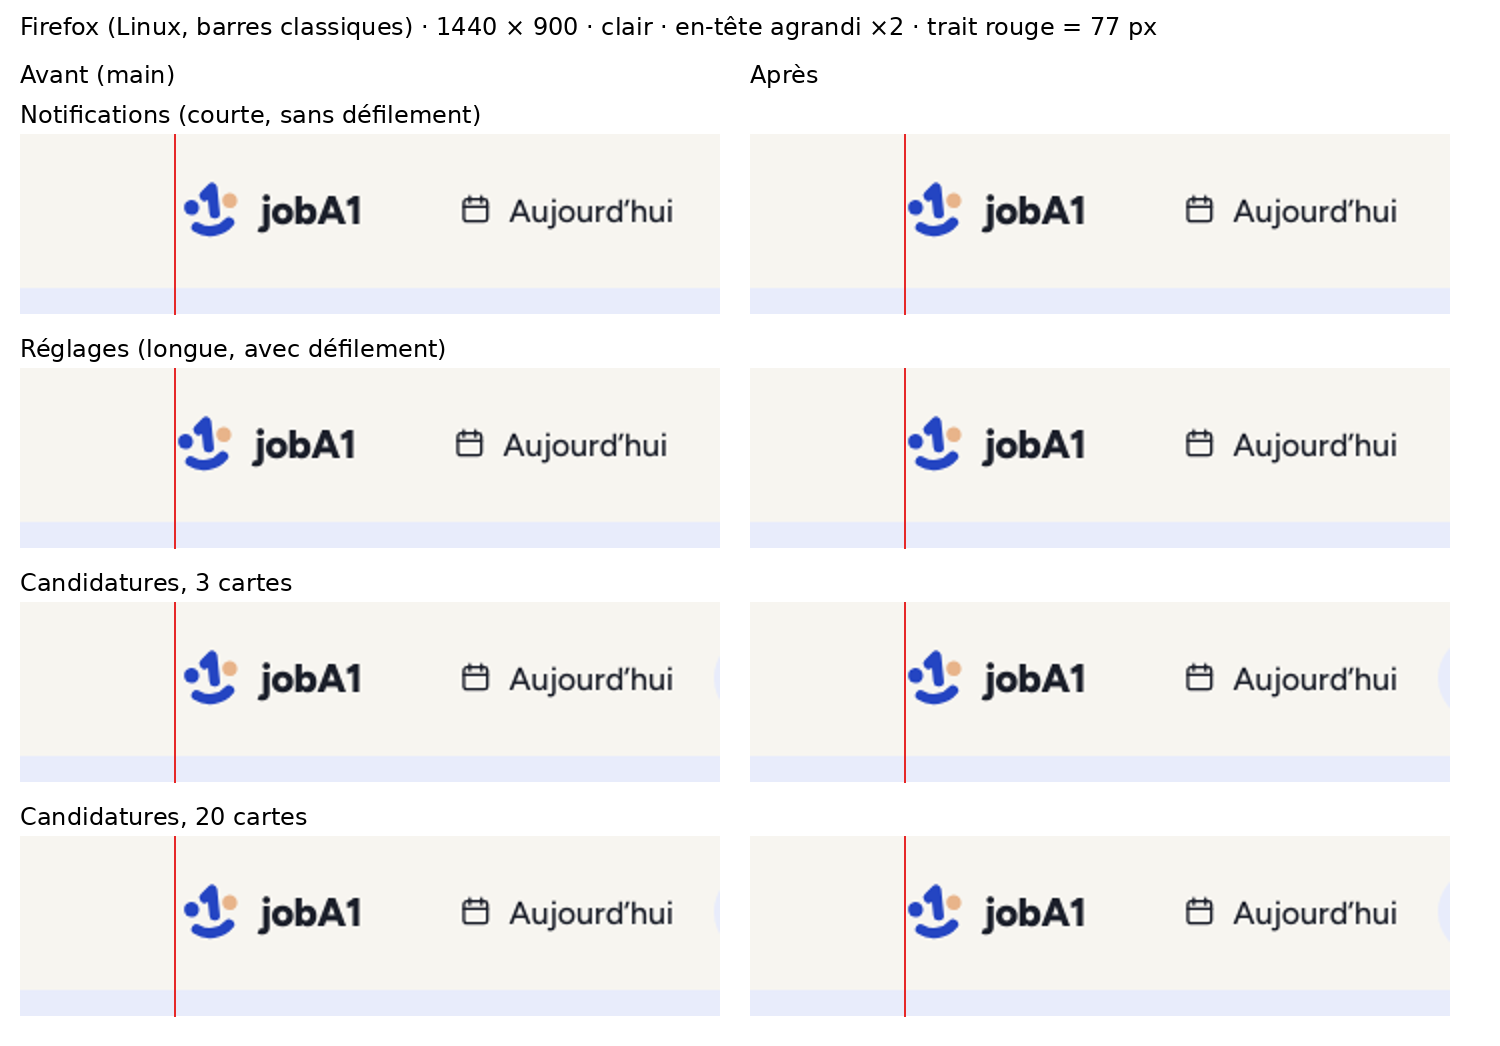 Firefox (Linux, barres classiques) · 1440 × 900 · clair · en-tête agrandi ×2 · trait rouge = 77 px
Avant (main)
Après
Notifications (courte, sans défilement)
jobA1 Aujourd’hui
jobA1 Aujourd’hui
Réglages (longue, avec défilement)
jobA1 Aujourd’hui
jobA1 Aujourd’hui
Candidatures, 3 cartes
jobA1 Aujourd’hui
jobA1 Aujourd’hui
Candidatures, 20 cartes
jobA1 Aujourd’hui
jobA1 Aujourd’hui